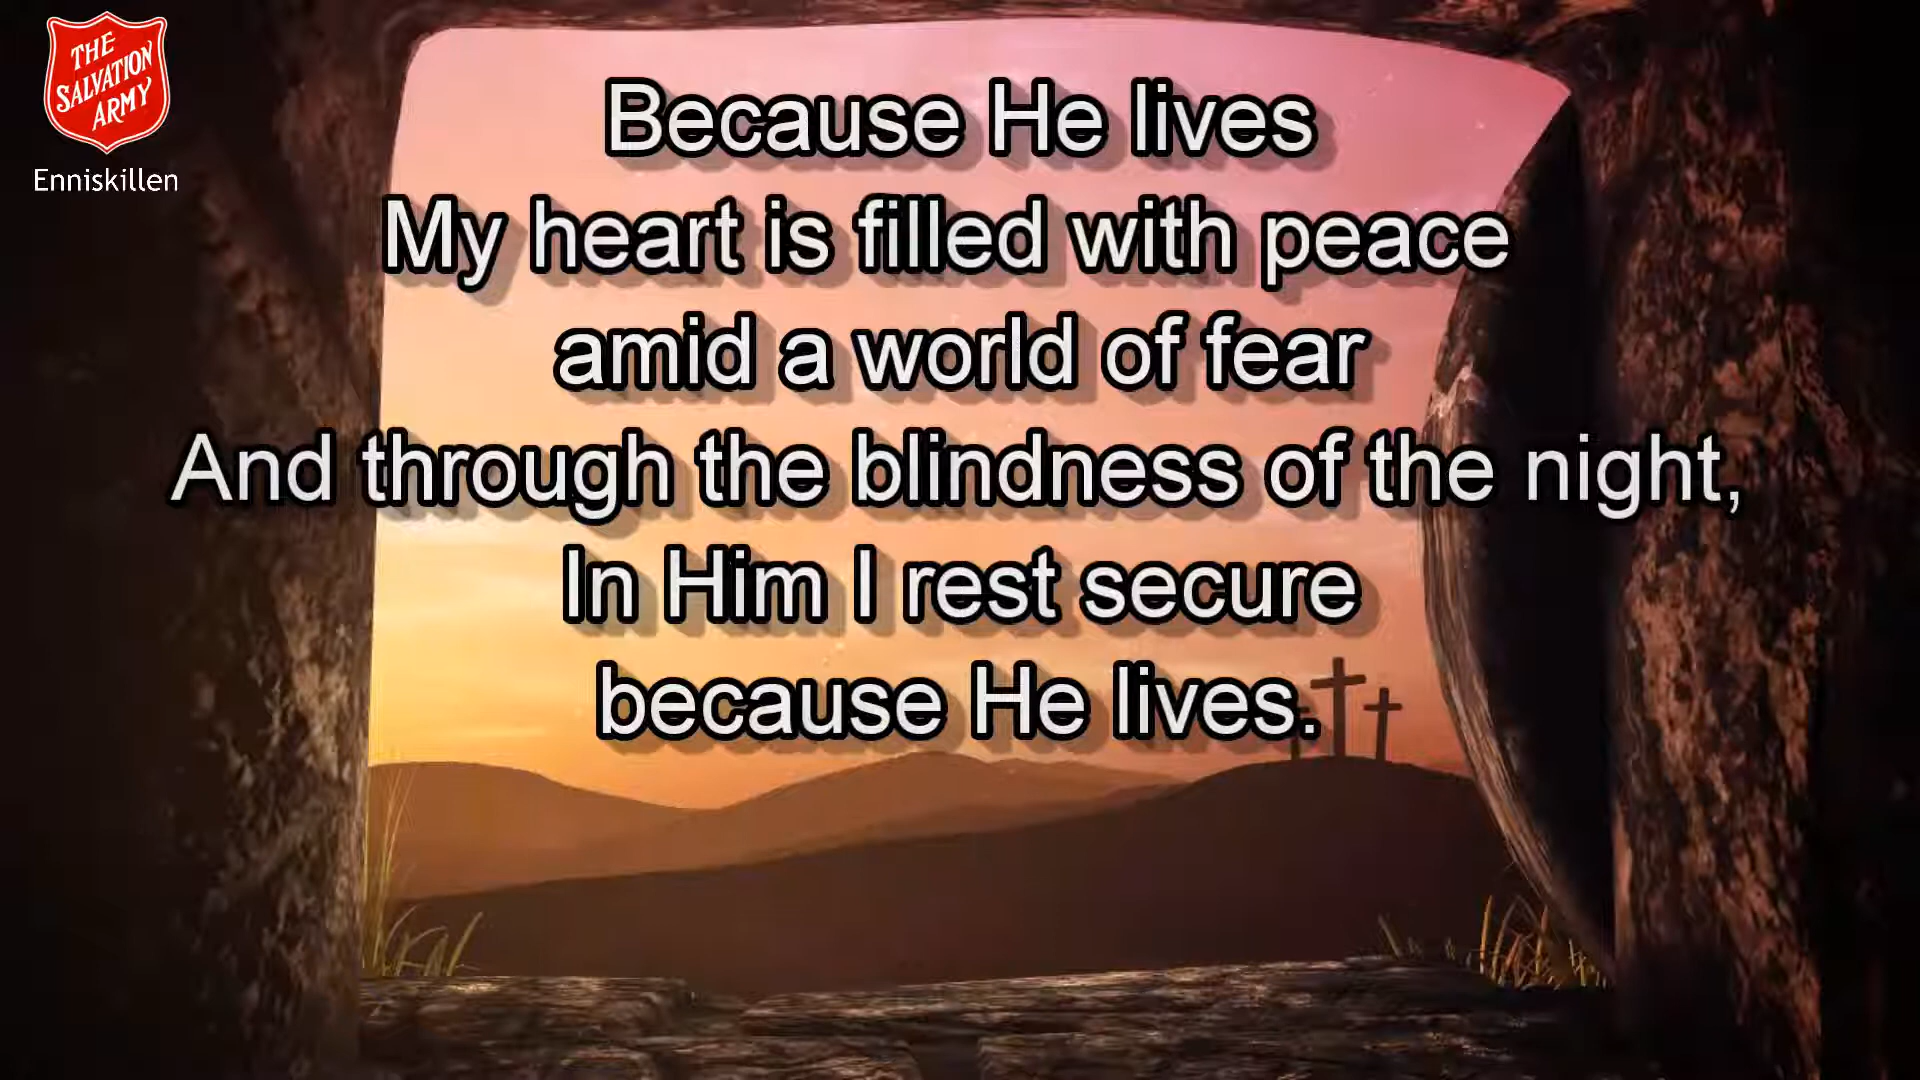 THE
SALVATION
ARMY
Enniskillen
Because He lives
My heart is filled with peace
amid a world of fear
And through the blindness of the night,
In Him I rest secure
because He lives.